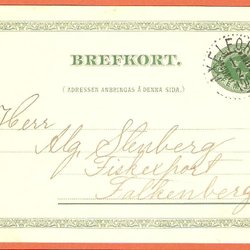 BREFKORT.
(ADRESSEN ANBRINGAS Å DENNA SIDA.)
Herr
Alg. Stenberg
Fiskexport
Falkenberg